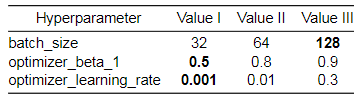 Hyperparameter Value I Value II Value III
batch_size 32 64 128
optimizer_beta_1 0.5 0.8 0.9
optimizer_learning_rate 0.001 0.01 0.3